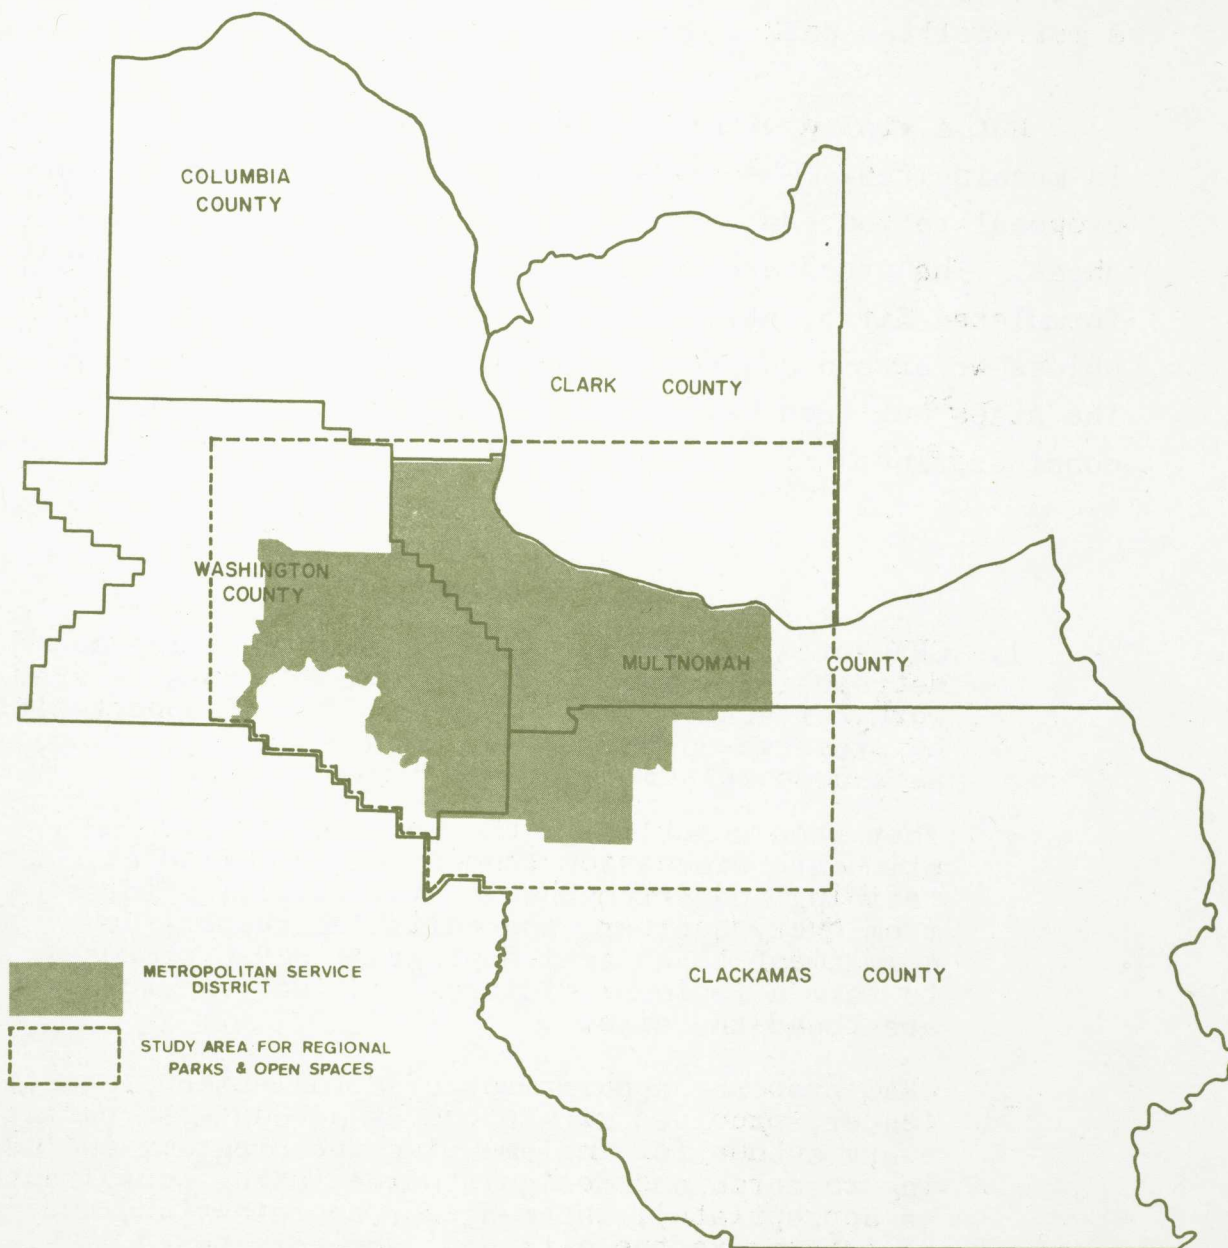 COLUMBIA
COUNTY
CLARK COUNTY
WASHINGTON
COUNTY
MULTNOMAH COUNTY
CLACKAMAS COUNTY
METROPOLITAN SERVICE
DISTRICT
STUDY AREA FOR REGIONAL
PARKS & OPEN SPACES